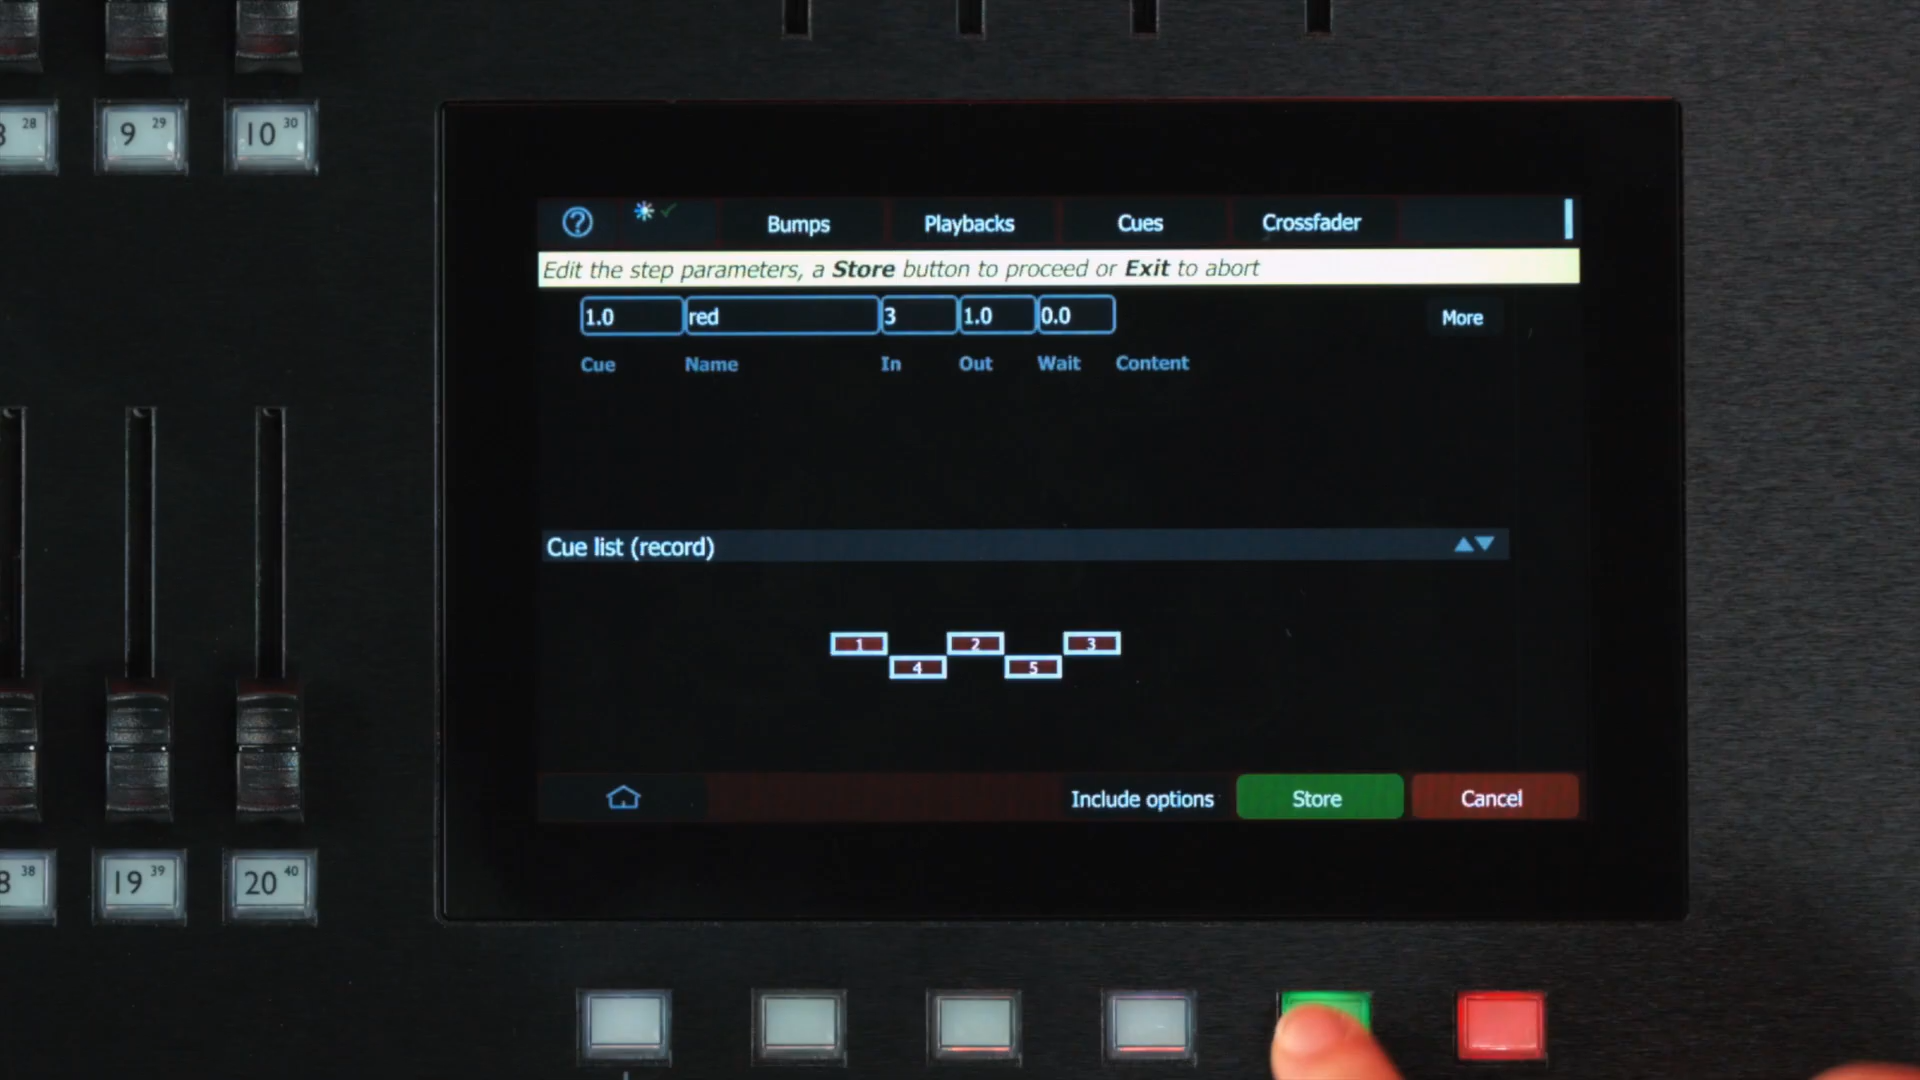 8 28
9 29
10 30
? Bumps Playbacks Cues Crossfader
Edit the step parameters, a Store button to proceed or Exit to abort
1.0 red 3 1.0 0.0 More
Cue Name In Out Wait Content
Cue list (record)
1 2 3
4 5
Include options Store Cancel
8 38
19 39
20 40